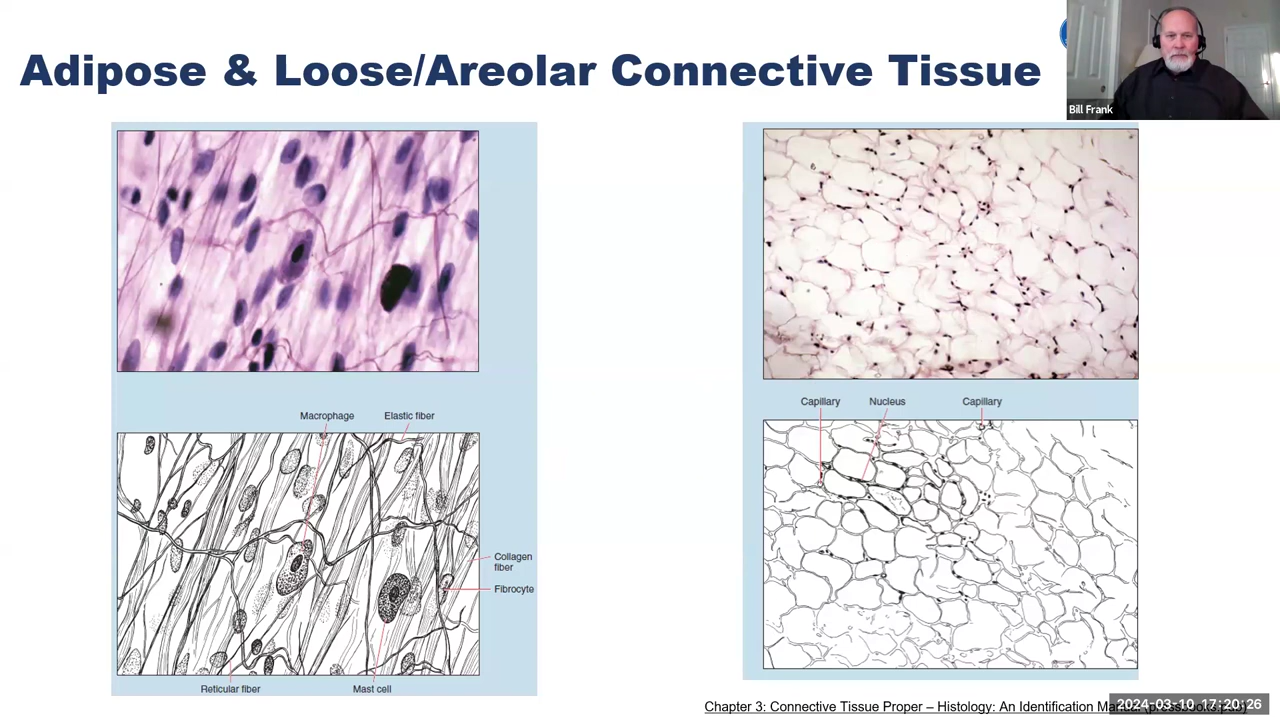 Adipose & Loose/Areolar Connective Tissue
Bill Frank
Macrophage Elastic fiber
Collagen
fiber
Fibrocyte
Reticular fiber Mast cell
Capillary Nucleus Capillary
Chapter 3: Connective Tissue Proper – Histology: An Identification
2024-03-10 17:20:26